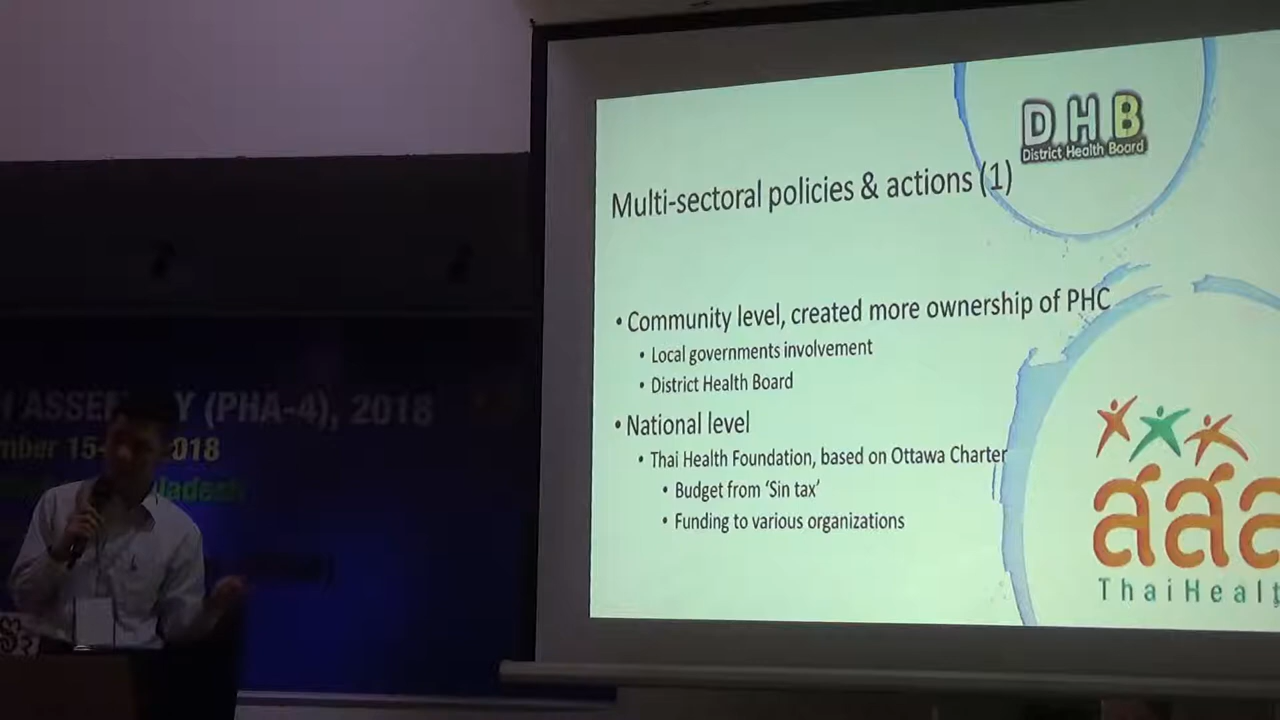 D.H.B
District Health Board
Multi-sectoral policies & actions (1)
• Community level, created more ownership of PHC
• Local governments involvement
• District Health Board
• National level
• Thai Health Foundation, based on Ottawa Charter
• Budget from ‘Sin tax’
• Funding to various organizations
สสส
ThaiHealt
ASSEM Y (PHA-4), 2018
mber 15- 018
ladesh